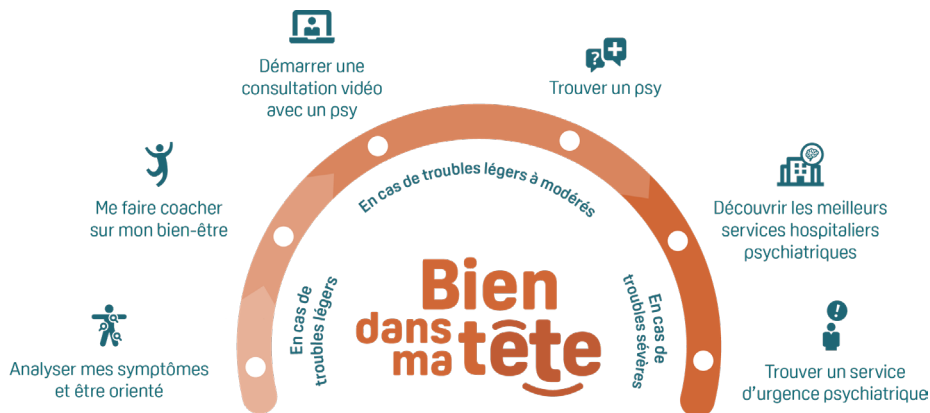 Démarrer une
consultation vidéo
avec un psy
?
Trouver un psy
Me faire coacher
sur mon bien-être
Découvrir les meilleurs
services hospitaliers
psychiatriques
Analyser mes symptômes
et être orienté
!
Trouver un service
d'urgence psychiatrique
En cas de
troubles légers
En cas de troubles légers à modérés
En cas de
troubles sévères
Bien
dans
ma tête